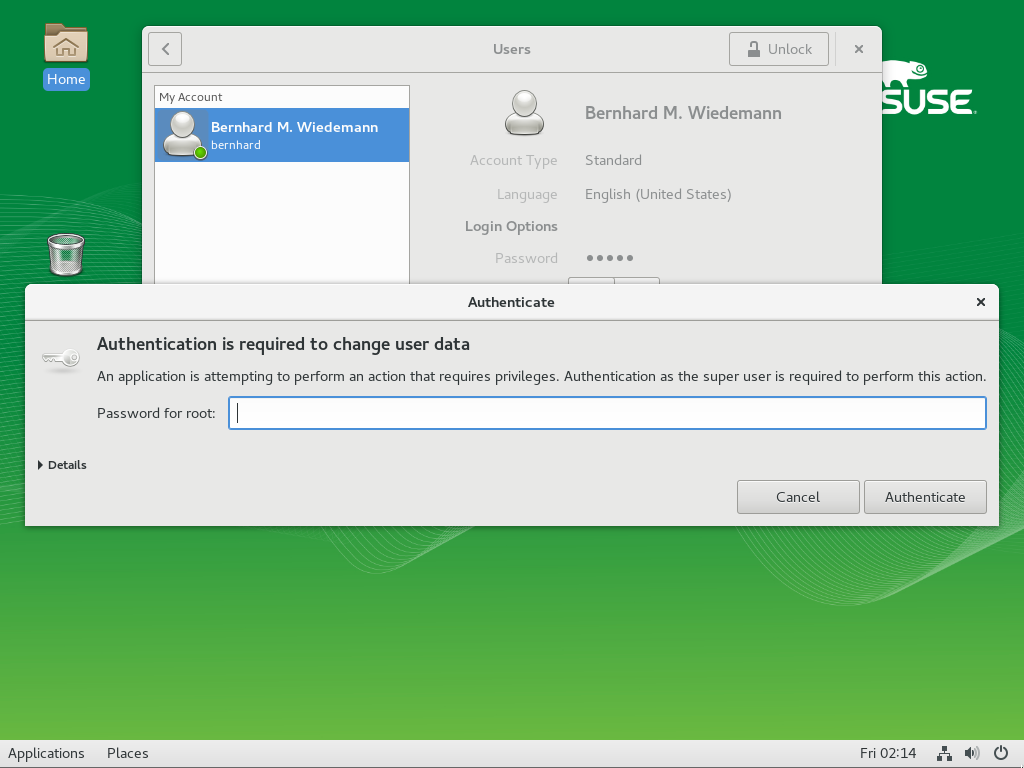 Home
Users
Unlock
SUSE
My Account
Bernhard M. Wiedemann
bernhard
Bernhard M. Wiedemann
Account Type Standard
Language English (United States)
Login Options
Password •••••
Authenticate
Authentication is required to change user data
An application is attempting to perform an action that requires privileges. Authentication as the super user is required to perform this action.
Password for root:
Details
Cancel Authenticate
Applications Places Fri 02:14